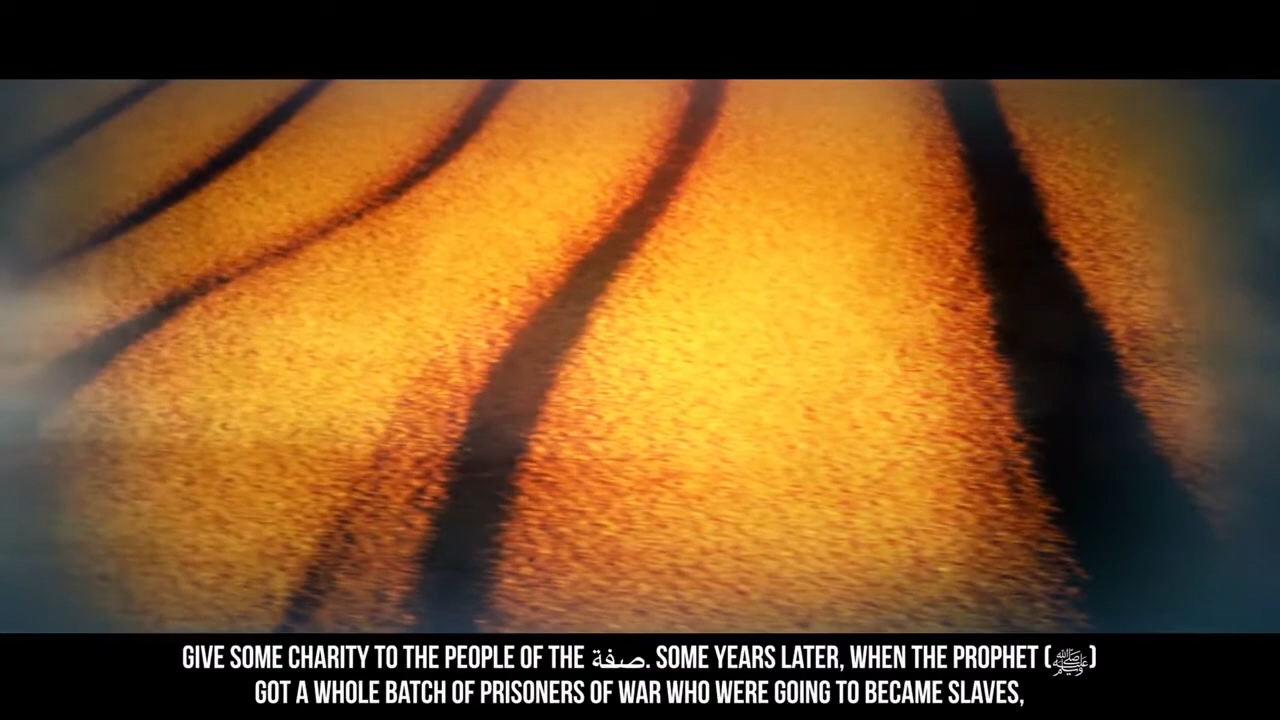 GIVE SOME CHARITY TO THE PEOPLE OF THE صفة. SOME YEARS LATER, WHEN THE PROPHET (ﷺ)
GOT A WHOLE BATCH OF PRISONERS OF WAR WHO WERE GOING TO BECAME SLAVES,